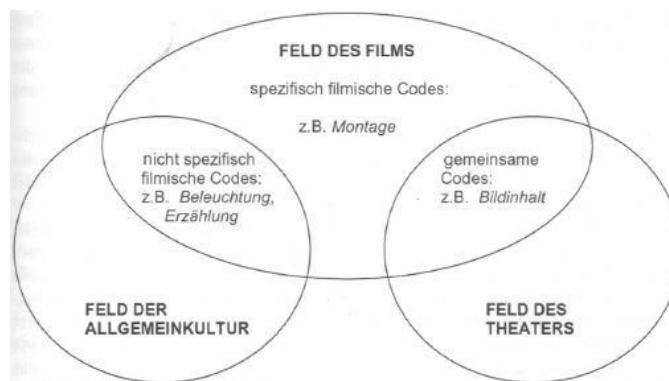 FELD DES FILMS
spezifisch filmische Codes:
z.B. Montage
nicht spezifisch
filmische Codes:
z.B. Beleuchtung,
Erzählung
gemeinsame
Codes:
z.B. Bildinhalt
FELD DER
ALLGEMEINKULTUR
FELD DES
THEATERS